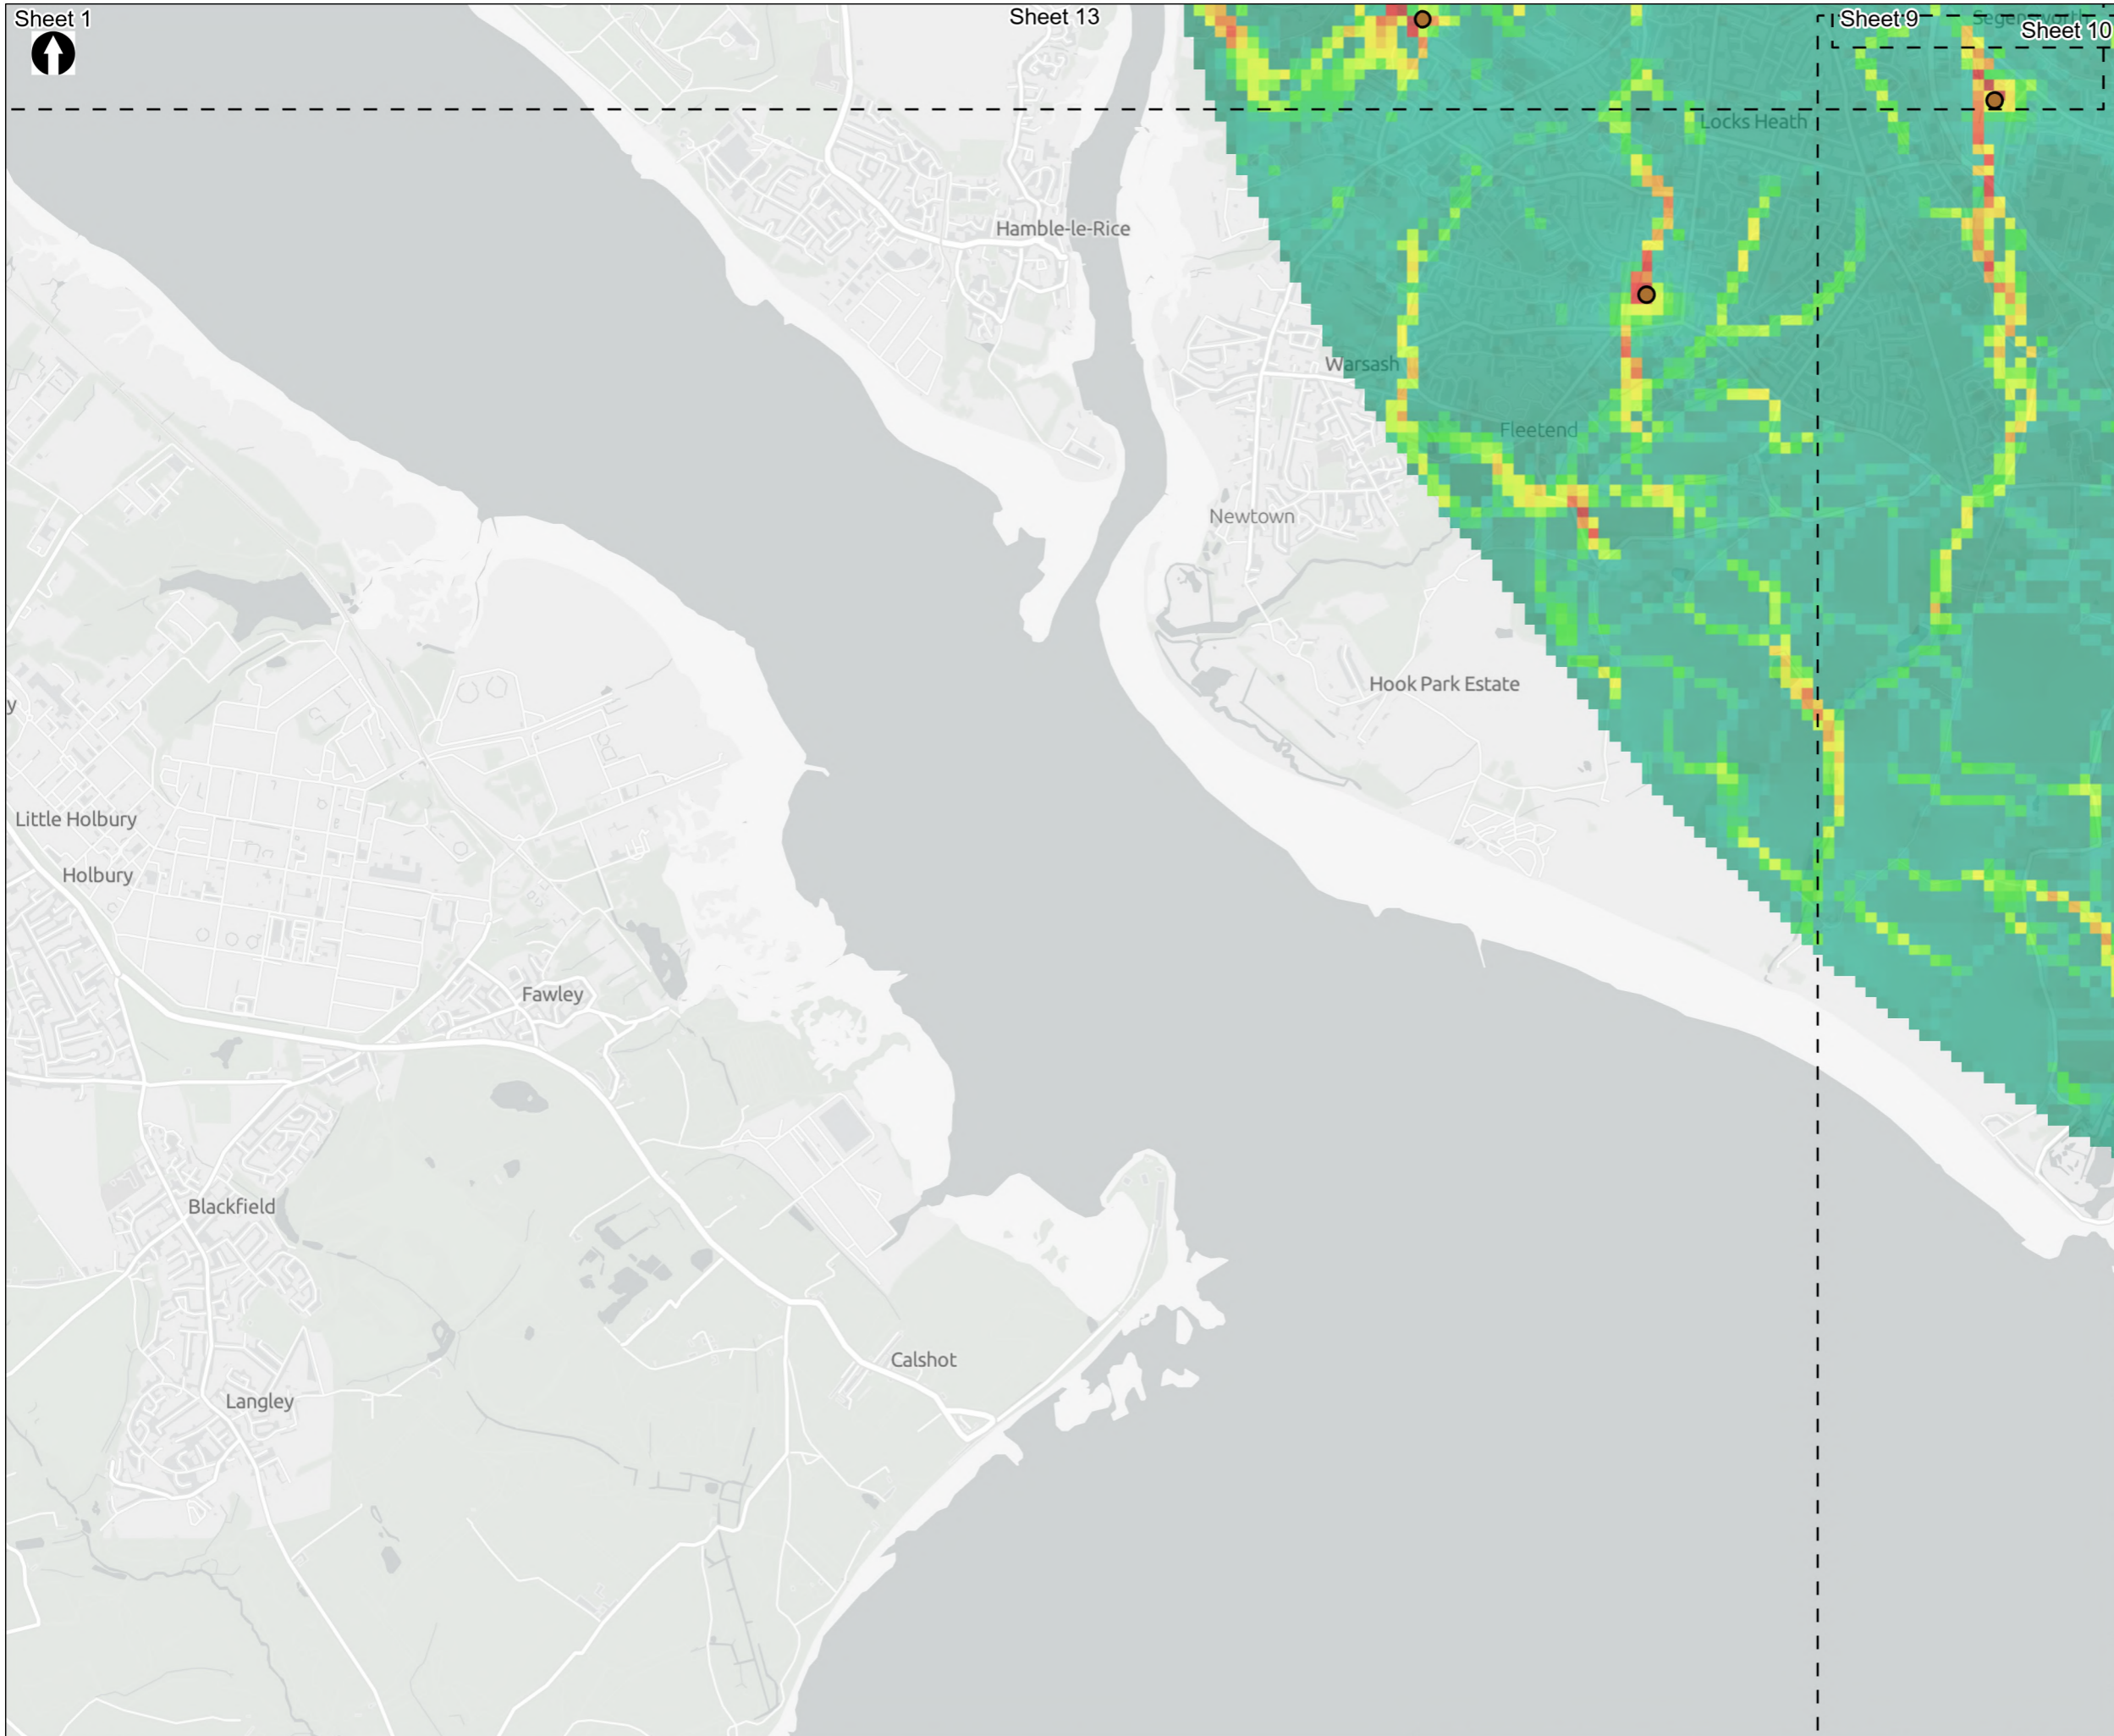 Sheet 1
Sheet 13
Sheet 9
Segensworth
Sheet 10
Locks Heath
Hamble-le-Rice
Warsash
Fleetend
Newtown
Hook Park Estate
y
Little Holbury
Holbury
Fawley
Blackfield
Calshot
Langley